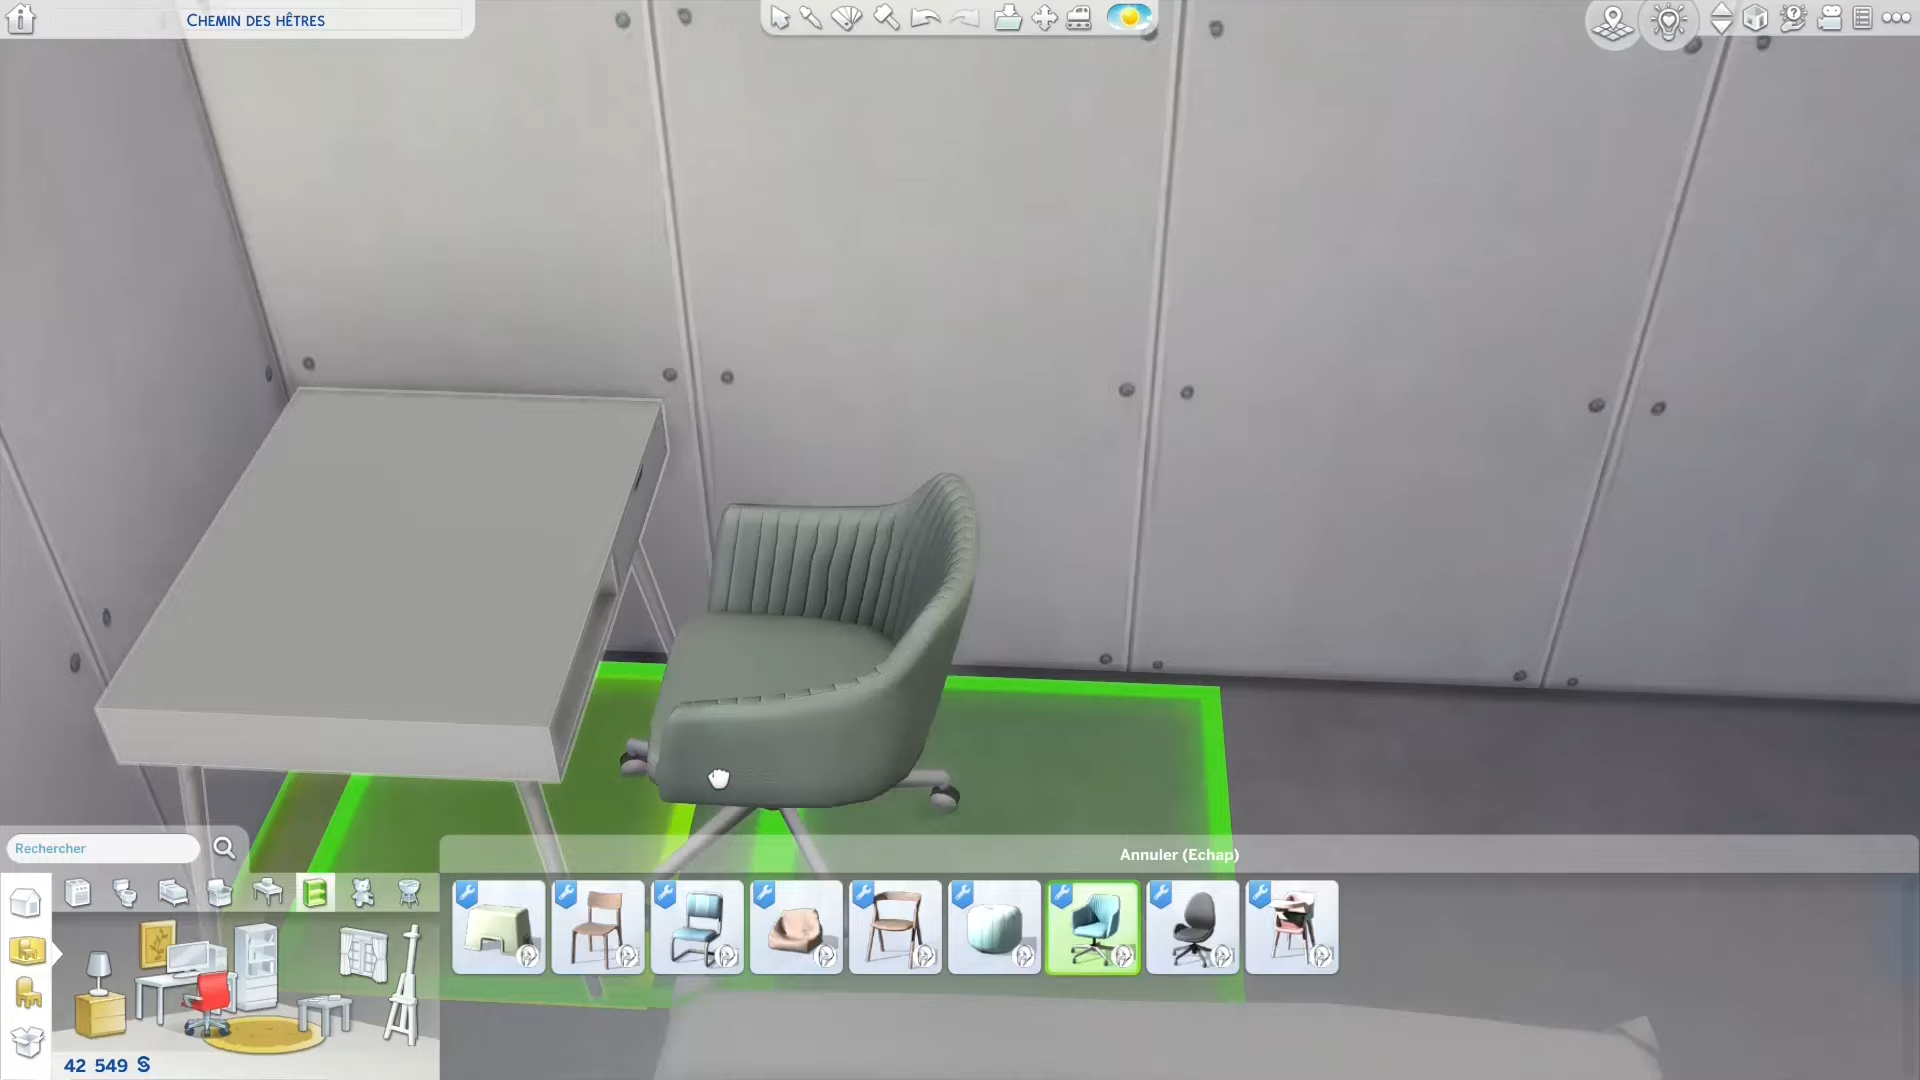 CHEMIN DES HÊTRES
Annuler (Echap)
Rechercher
42 549 §